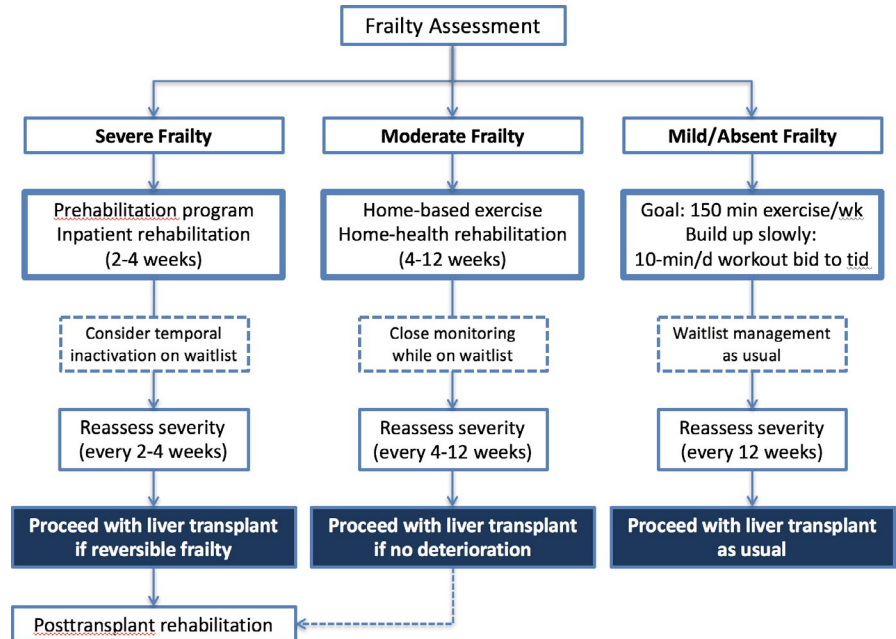 Frailty Assessment
Severe Frailty
Prehabilitation program
Inpatient rehabilitation
(2-4 weeks)
Consider temporal
inactivation on waitlist
Reassess severity
(every 2-4 weeks)
Proceed with liver transplant
if reversible frailty
Posttransplant rehabilitation
Moderate Frailty
Home-based exercise
Home-health rehabilitation
(4-12 weeks)
Close monitoring
while on waitlist
Reassess severity
(every 4-12 weeks)
Proceed with liver transplant
if no deterioration
Mild/Absent Frailty
Goal: 150 min exercise/wk
Build up slowly:
10-min/d workout bid to tid
Waitlist management
as usual
Reassess severity
(every 12 weeks)
Proceed with liver transplant
as usual